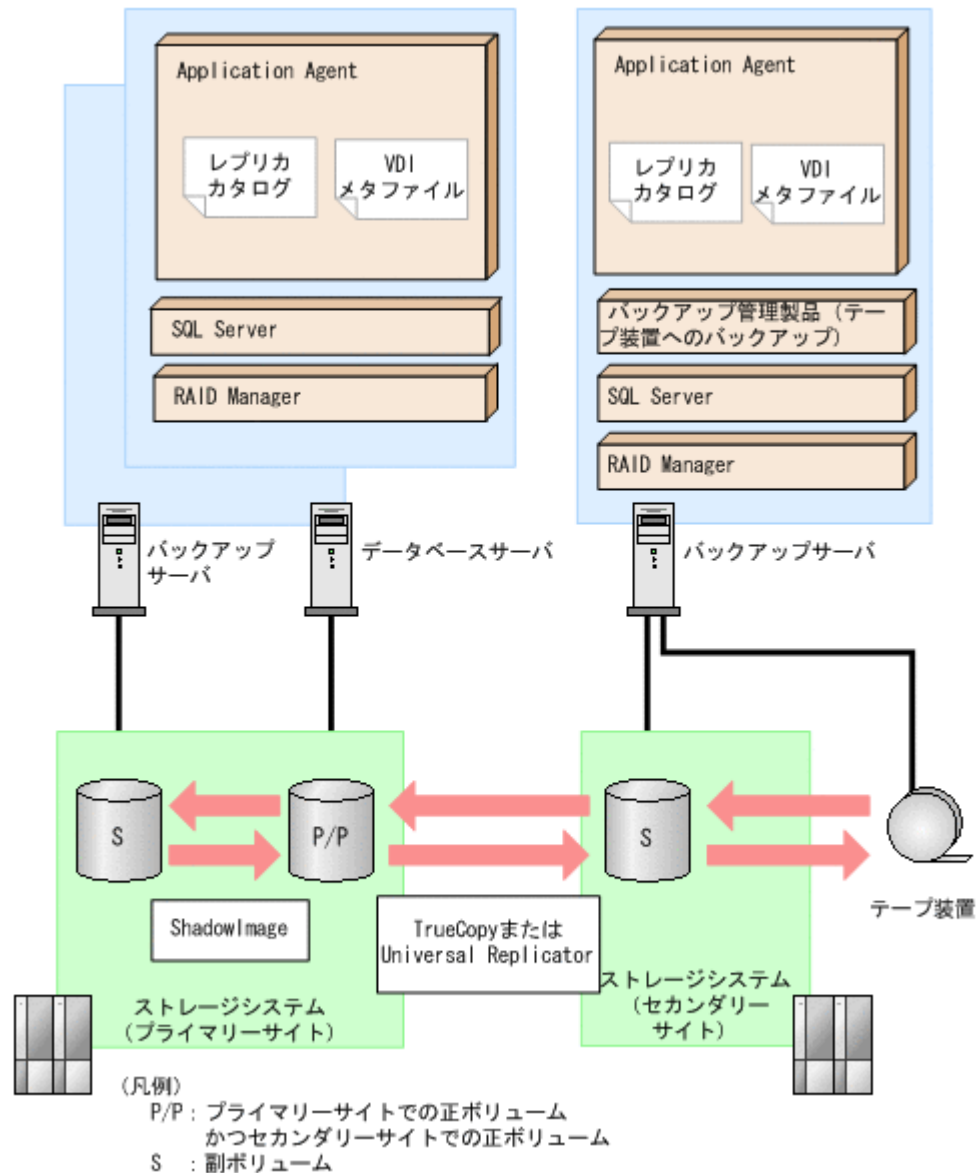 Application Agent
レプリカ
カタログ
VDI
メタファイル
SQL Server
RAID Manager
Application Agent
レプリカ
カタログ
VDI
メタファイル
バックアップ管理製品（テー
プ装置へのバックアップ）
SQL Server
RAID Manager
バックアップ
サーバ
データベースサーバ
バックアップサーバ
S
P/P
S
テープ装置
ShadowImage
TrueCopyまたは
Universal Replicator
ストレージシステム
（プライマリーサイト）
ストレージシステム
（セカンダリー
サイト）
（凡例）
P/P：プライマリーサイトでの正ボリューム
かつセカンダリーサイトでの正ボリューム
S ：副ボリューム